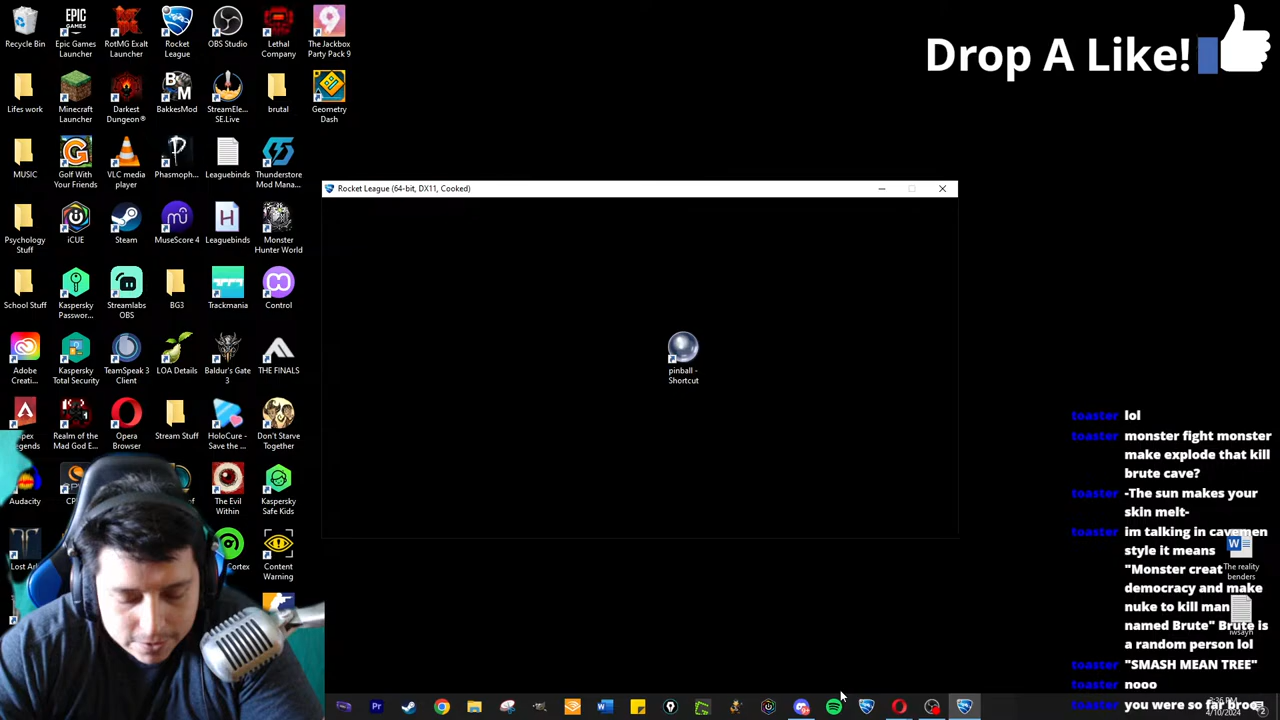 Recycle Bin
Epic Games
Launcher
RotMG Exalt
Launcher
Rocket
League
OBS Studio
Lethal
Company
The Jackbox
Party Pack 9
Drop A Like!
Lifes work
Minecraft
Launcher
Darkest
Dungeon®
BakkesMod
StreamEle...
SE.Live
brutal
Geometry
Dash
MUSIC
Golf With
Your Friends
VLC media
player
Phasmoph...
Leaguebinds
Thunderstore
Mod Mana...
Rocket League (64-bit, DX11, Cooked)
Psychology
Stuff
iCUE
Steam
MuseScore 4
Leaguebinds
Monster
Hunter World
School Stuff
Kaspersky
Passwor...
Streamlabs
OBS
BG3
Trackmania
Control
Adobe
Creati...
Kaspersky
Total Security
TeamSpeak 3
Client
LOA Details
Baldur's Gate
3
THE FINALS
pinball -
Shortcut
Realm of the
Mad God E...
Opera
Browser
Stream Stuff
HoloCure -
Save the ...
Don't Starve
Together
Audacity
The Evil
Within
Kaspersky
Safe Kids
Content
Warning
toaster lol
toaster monster fight monster
make explode that kill
brute cave?
toaster -The sun makes your
skin melt-
toaster im talking in cavemen
style it means
"Monster creat
democracy and make
nuke to kill man
named Brute" Brute is
a random person lol
toaster "SMASH MEAN TREE"
toaster nooo
toaster you were so far broo
The reality
benders
4/10/2024